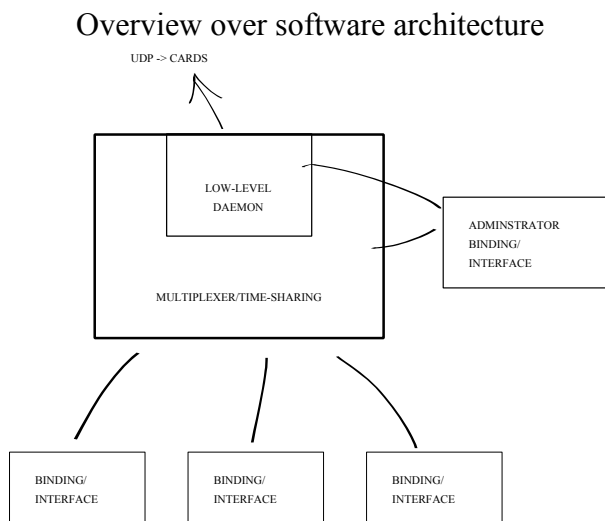 Overview over software architecture
UDP -> CARDS
LOW-LEVEL
DAEMON
ADMINSTRATOR
BINDING/
INTERFACE
MULTIPLEXER/TIME-SHARING
BINDING/
INTERFACE
BINDING/
INTERFACE
BINDING/
INTERFACE